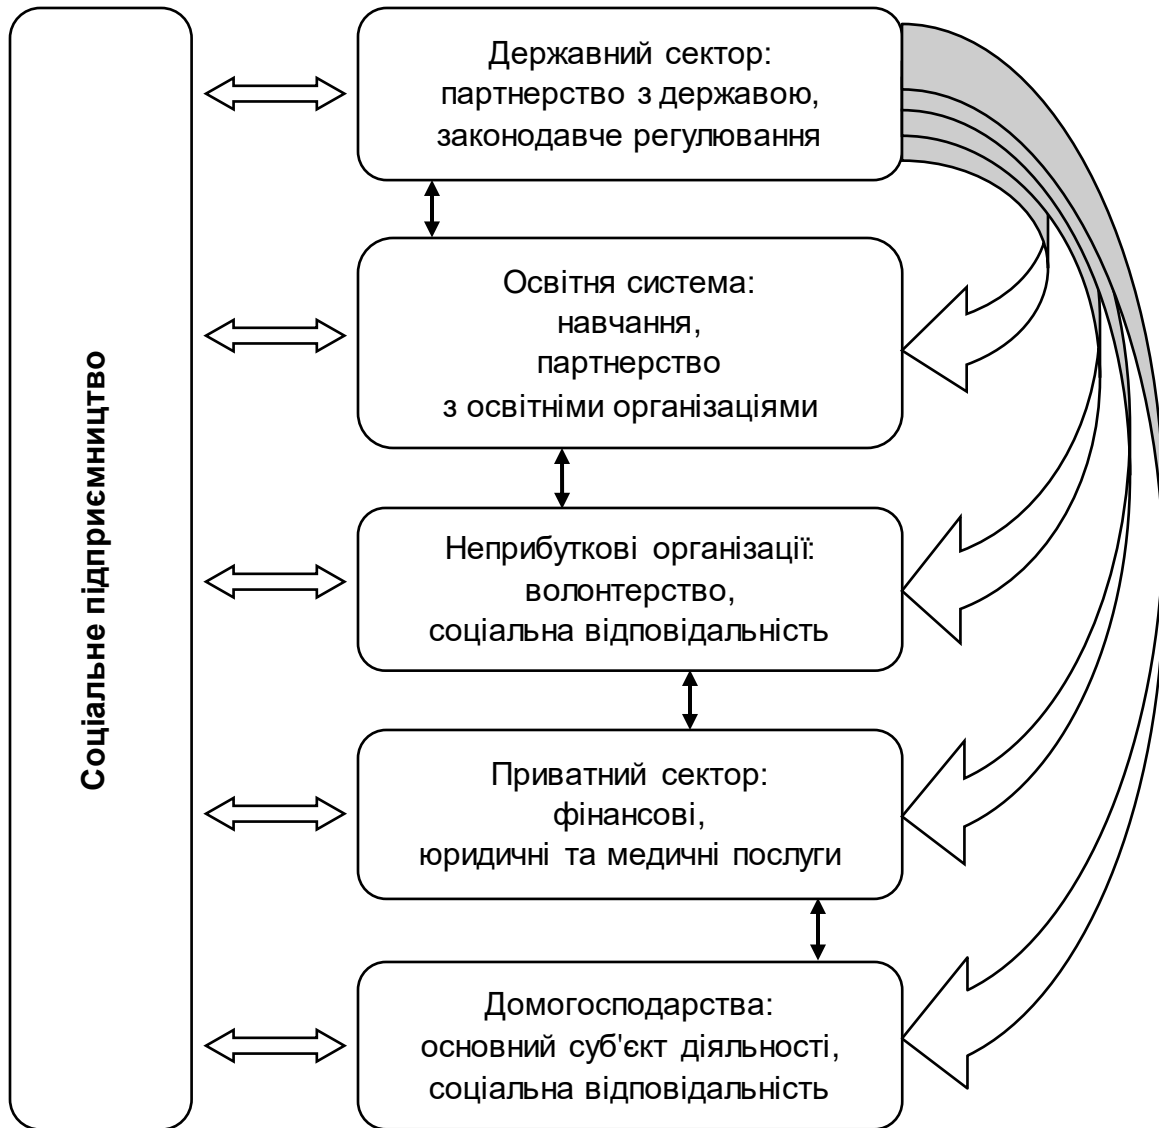 Соціальне підприємництво
Державний сектор:
партнерство з державою,
законодавче регулювання
Освітня система:
навчання,
партнерство
з освітніми організаціями
Неприбуткові організації:
волонтерство,
соціальна відповідальність
Приватний сектор:
фінансові,
юридичні та медичні послуги
Домогосподарства:
основний суб'єкт діяльності,
соціальна відповідальність